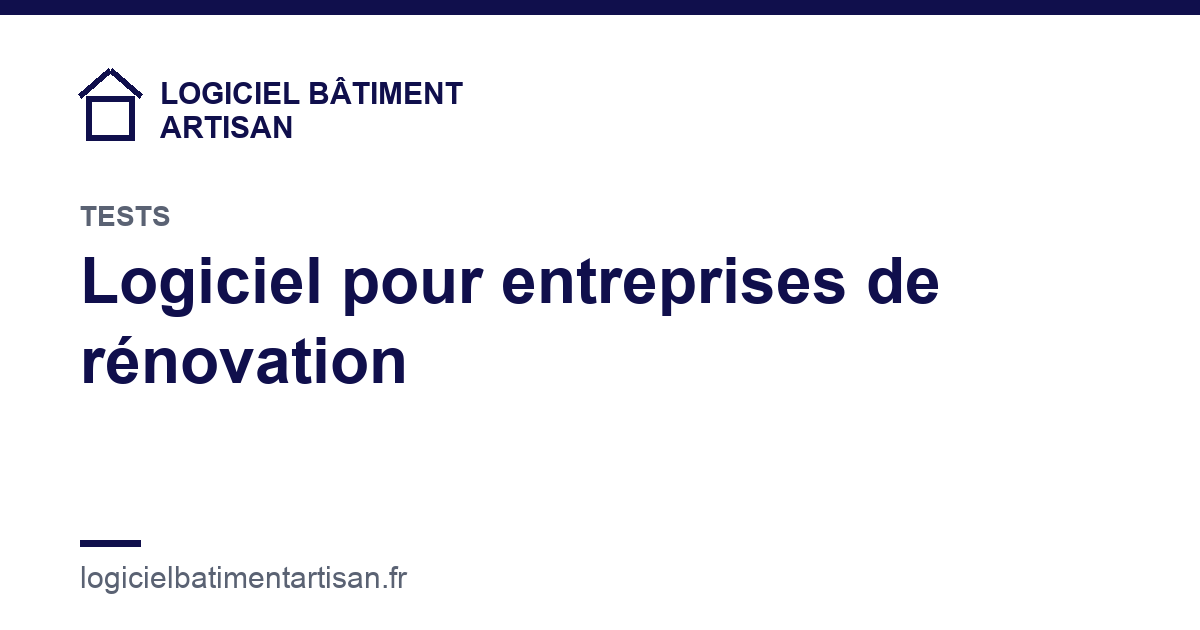 LOGICIEL BÂTIMENT
ARTISAN
TESTS
Logiciel pour entreprises de
rénovation
logicielbatimentartisan.fr